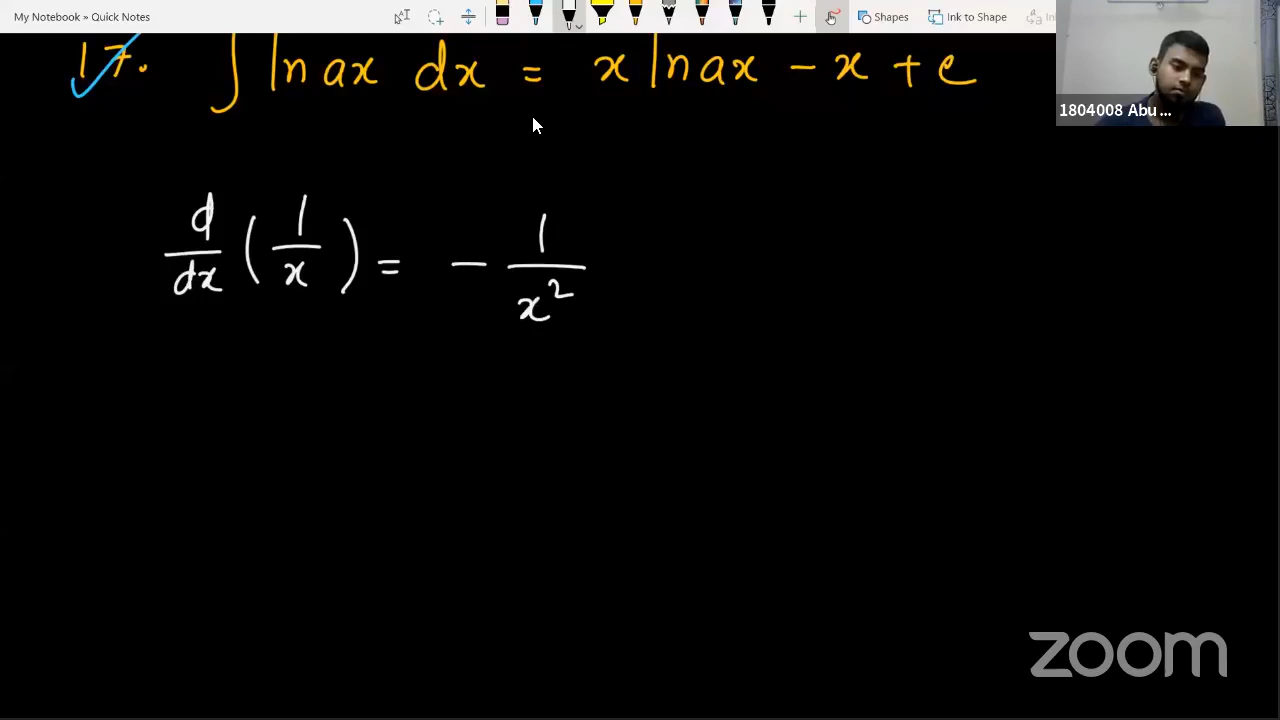 My Notebook » Quick Notes
Shapes
Ink to Shape
17. ∫ ln ax dx = x ln ax − x + c
1804008 Abu ...
d/dx (1/x) = − 1/x²
zoom